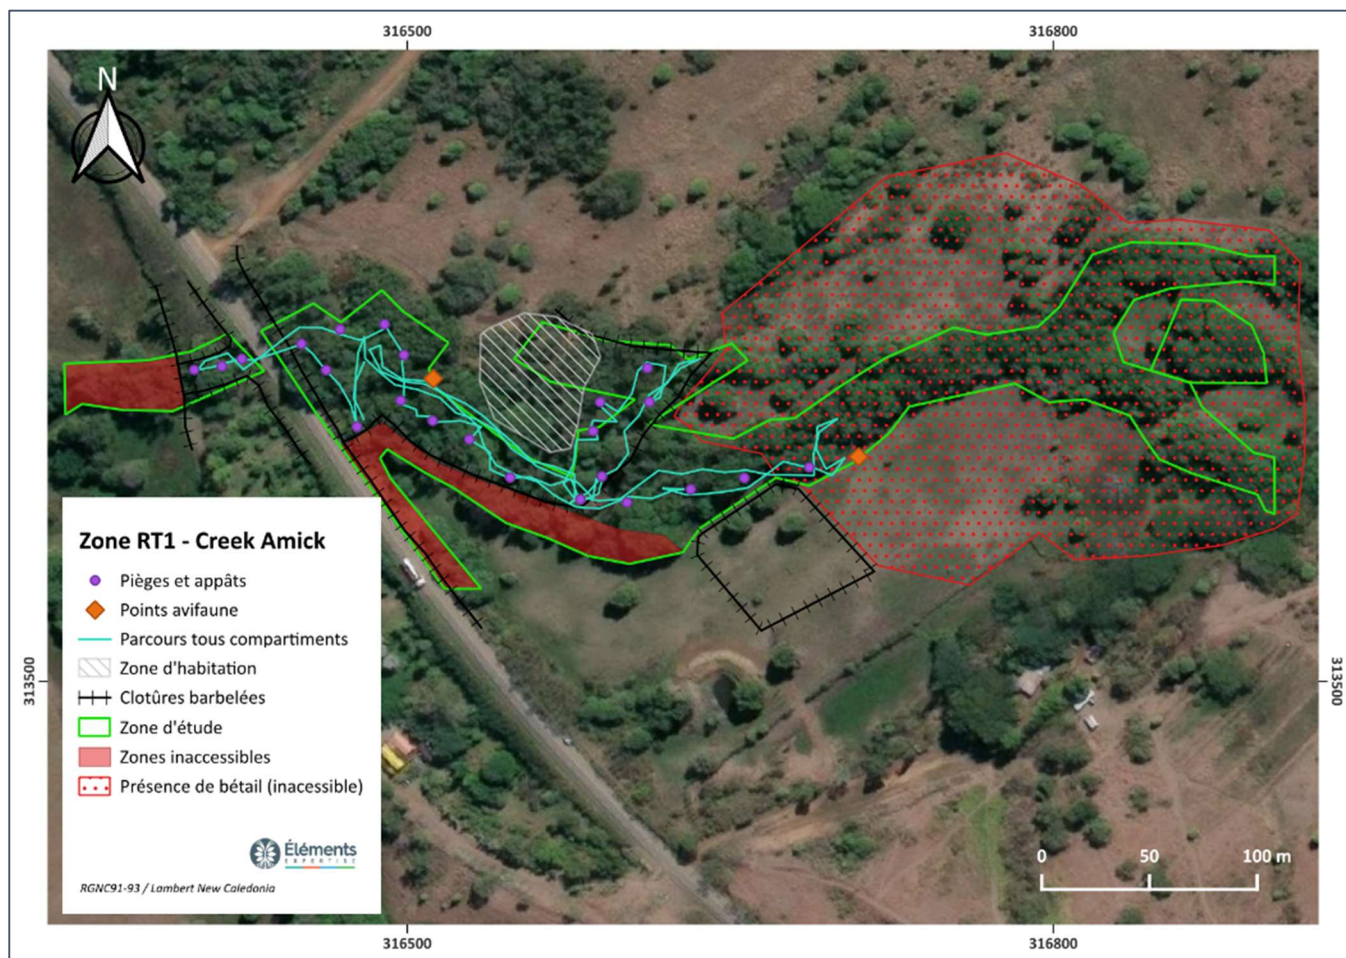 316500
316800
N
313500
313500
Zone RT1 - Creek Amick
Pièges et appâts
Points avifaune
Parcours tous compartiments
Zone d'habitation
Clotûres barbelées
Zone d'étude
Zones inaccessibles
Présence de bétail (inacessible)
Éléments
EXPERTISE
RGNC91-93 / Lambert New Caledonia
0 50 100 m
316500
316800